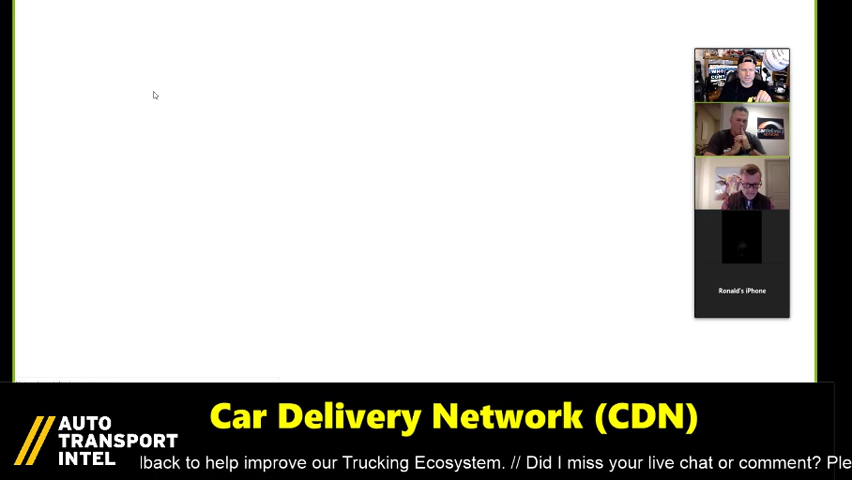 Ronald's iPhone
Car Delivery Network (CDN)
AUTO
TRANSPORT
INTEL
lback to help improve our Trucking Ecosystem. // Did I miss your live chat or comment? Ple